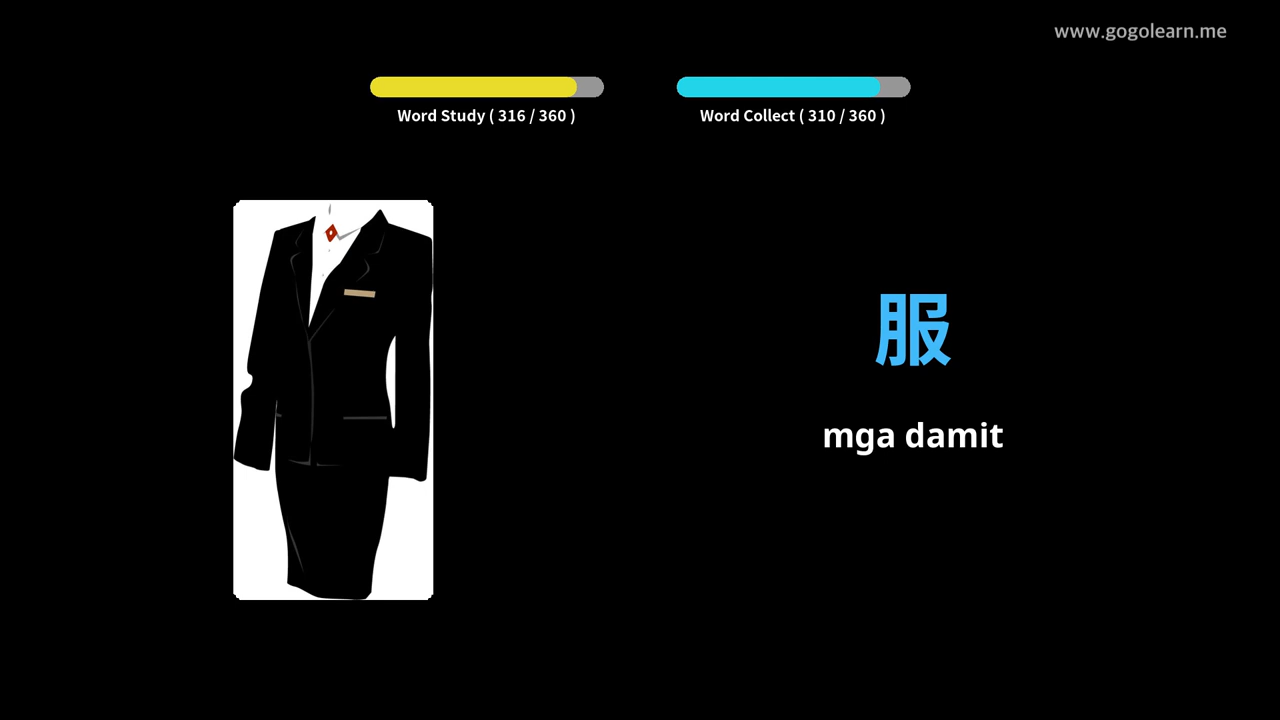 www.gogolearn.me
Word Study ( 316 / 360 )
Word Collect ( 310 / 360 )
服
mga damit